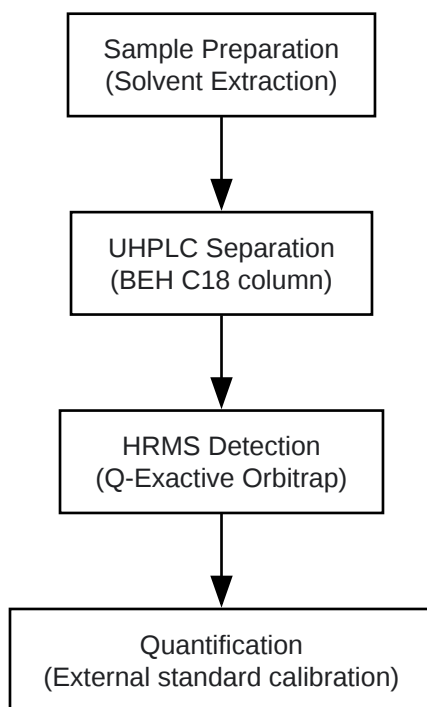 Sample Preparation
(Solvent Extraction)
UHPLC Separation
(BEH C18 column)
HRMS Detection
(Q-Exactive Orbitrap)
Quantification
(External standard calibration)